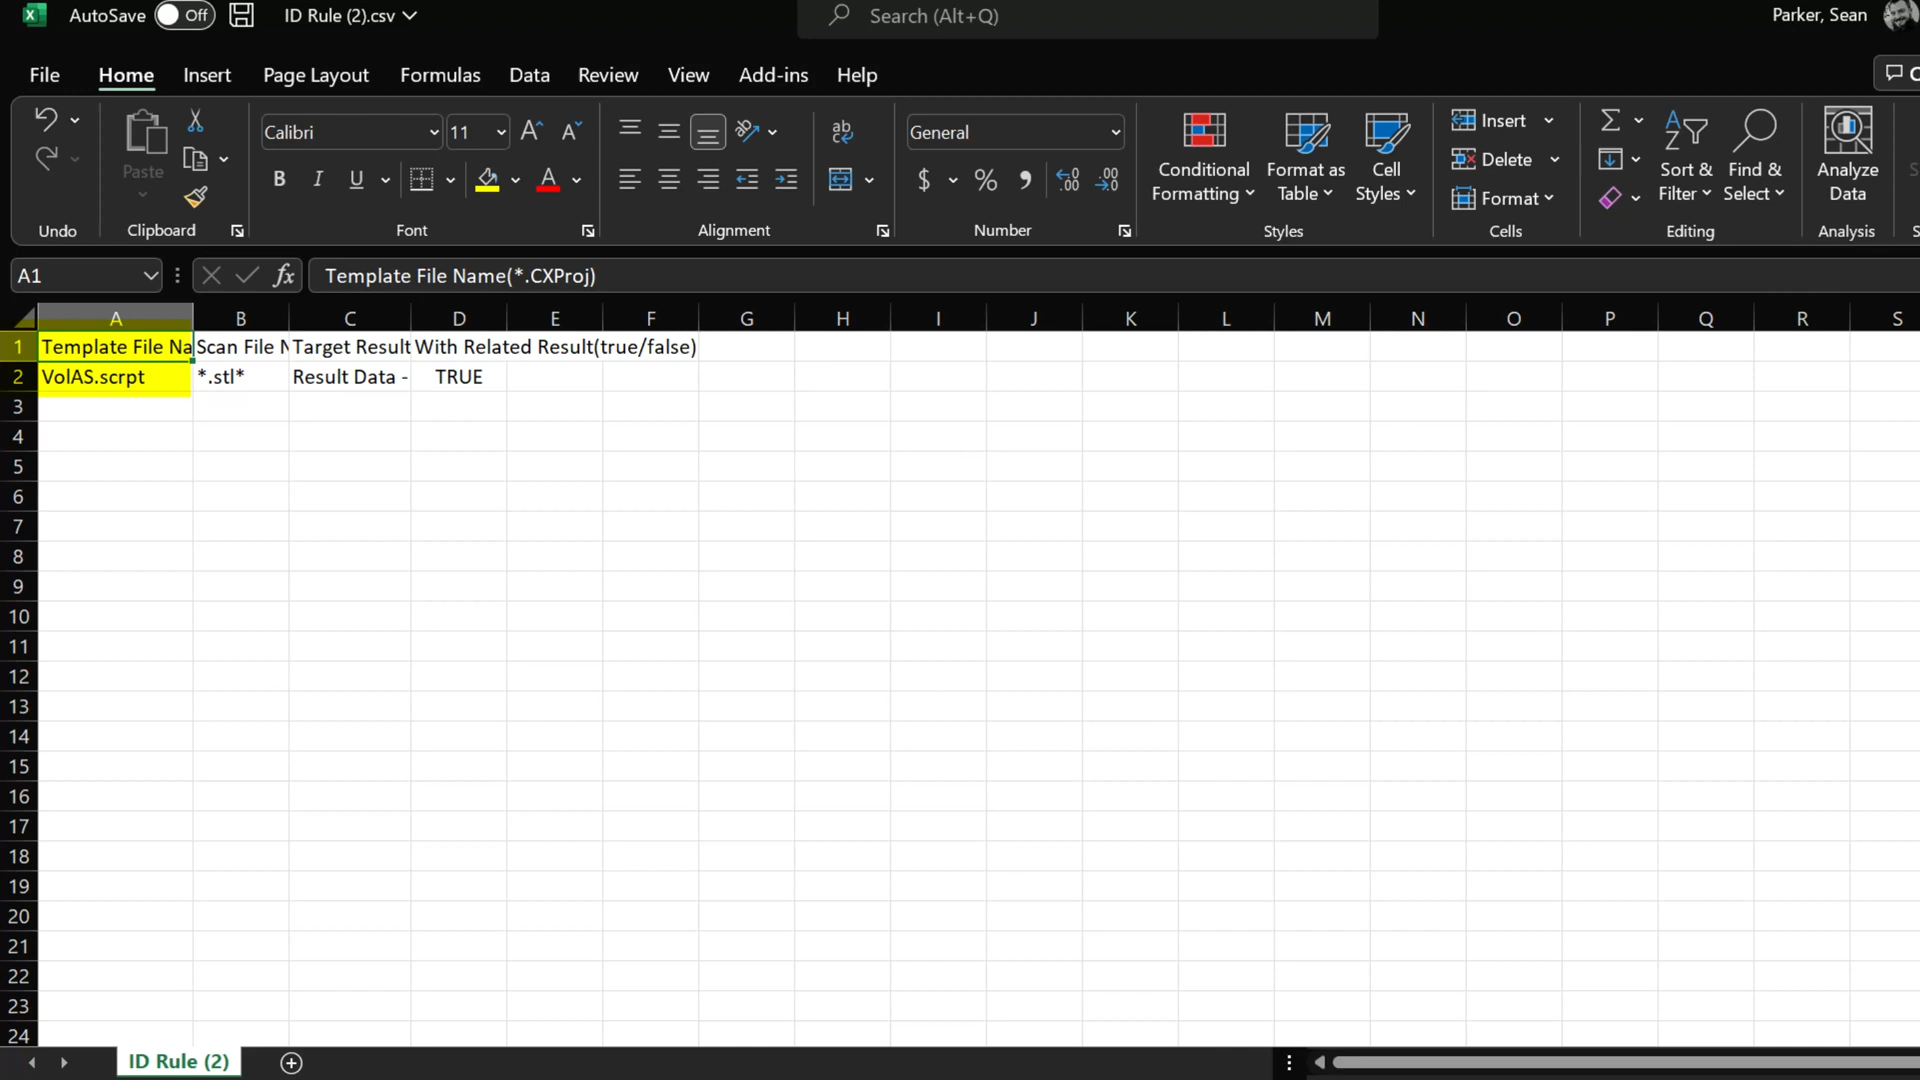 AutoSave Off ID Rule (2).csv Search (Alt+Q) Parker, Sean
File Home Insert Page Layout Formulas Data Review View Add-ins Help
Calibri 11 General
Insert
Paste
Conditional Formatting
Format as Table
Cell Styles
Delete
Format
Sort & Filter
Find & Select
Analyze Data
Undo Clipboard Font Alignment Number Styles Cells Editing Analysis
A1 fx Template File Name(*.CXProj)
A B C D E F G H I J K L M N O P Q R S
1 Template File Na Scan File N Target Result With Related Result(true/false)
2 VolAS.scrpt *.stl* Result Data - TRUE
3
4
5
6
7
8
9
10
11
12
13
14
15
16
17
18
19
20
21
22
23
24
ID Rule (2)